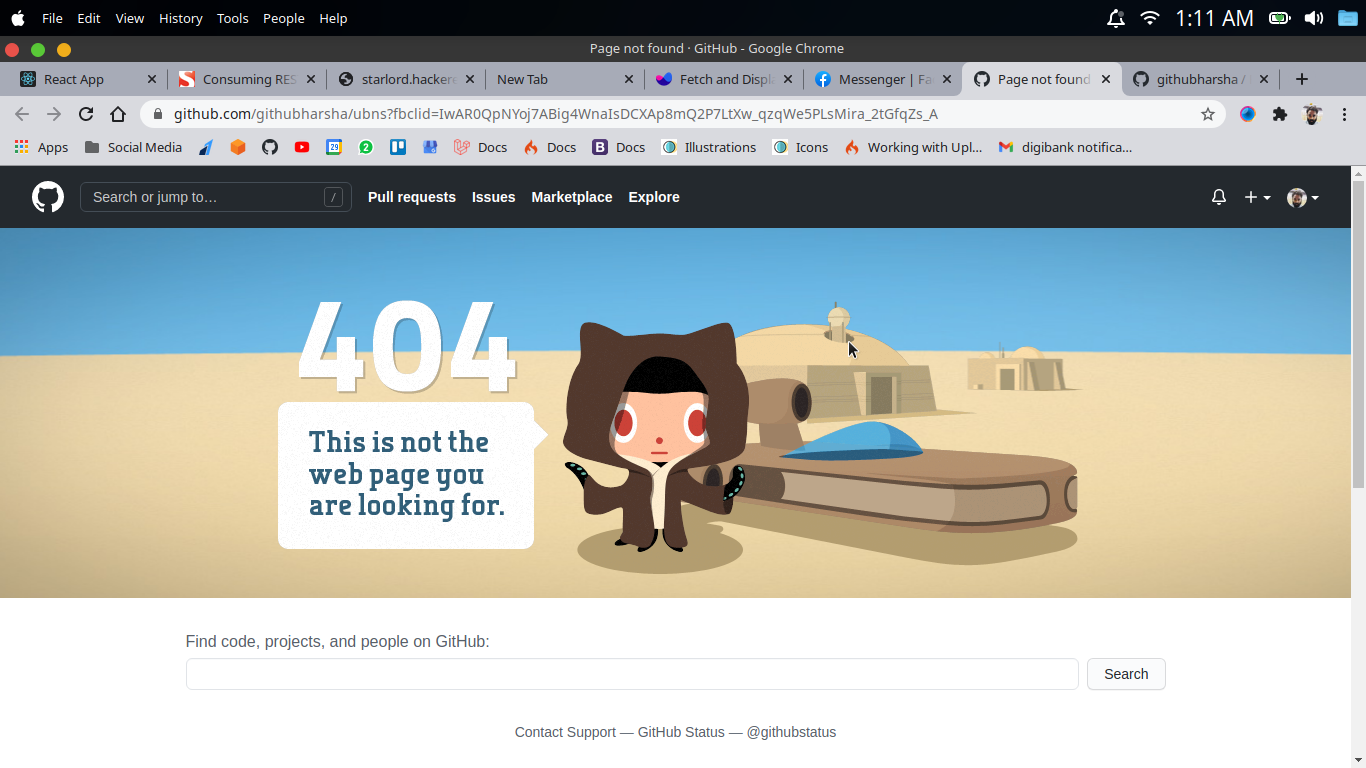 File Edit View History Tools People Help 1:11 AM
Page not found · GitHub - Google Chrome
React App Consuming RES starlord.hackere New Tab Fetch and Displ Messenger | Fa Page not found githubharsha /
github.com/githubharsha/ubns?fbclid=IwAR0QpNYoj7ABig4WnaIsDCXAp8mQ2P7LtXw_qzqWe5PLsMira_2tGfqZs_A
Apps Social Media Docs Docs Docs Illustrations Icons Working with Upl... digibank notifica...
Search or jump to… / Pull requests Issues Marketplace Explore
404
This is not the
web page you
are looking for.
Find code, projects, and people on GitHub:
Search
Contact Support — GitHub Status — @githubstatus